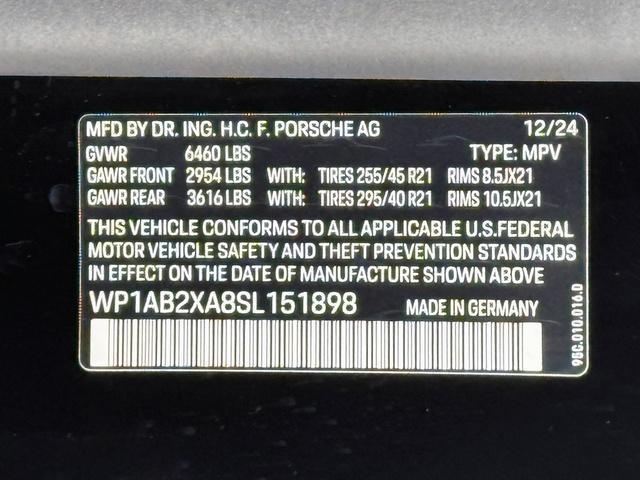 MFD BY DR. ING. H.C. F. PORSCHE AG 12/24
GVWR 6460 LBS TYPE: MPV
GAWR FRONT 2954 LBS WITH: TIRES 255/45 R21 RIMS 8.5JX21
GAWR REAR 3616 LBS WITH: TIRES 295/40 R21 RIMS 10.5JX21
THIS VEHICLE CONFORMS TO ALL APPLICABLE U.S.FEDERAL
MOTOR VEHICLE SAFETY AND THEFT PREVENTION STANDARDS
IN EFFECT ON THE DATE OF MANUFACTURE SHOWN ABOVE
WP1AB2XA8SL151898 MADE IN GERMANY
95C.010.016.D